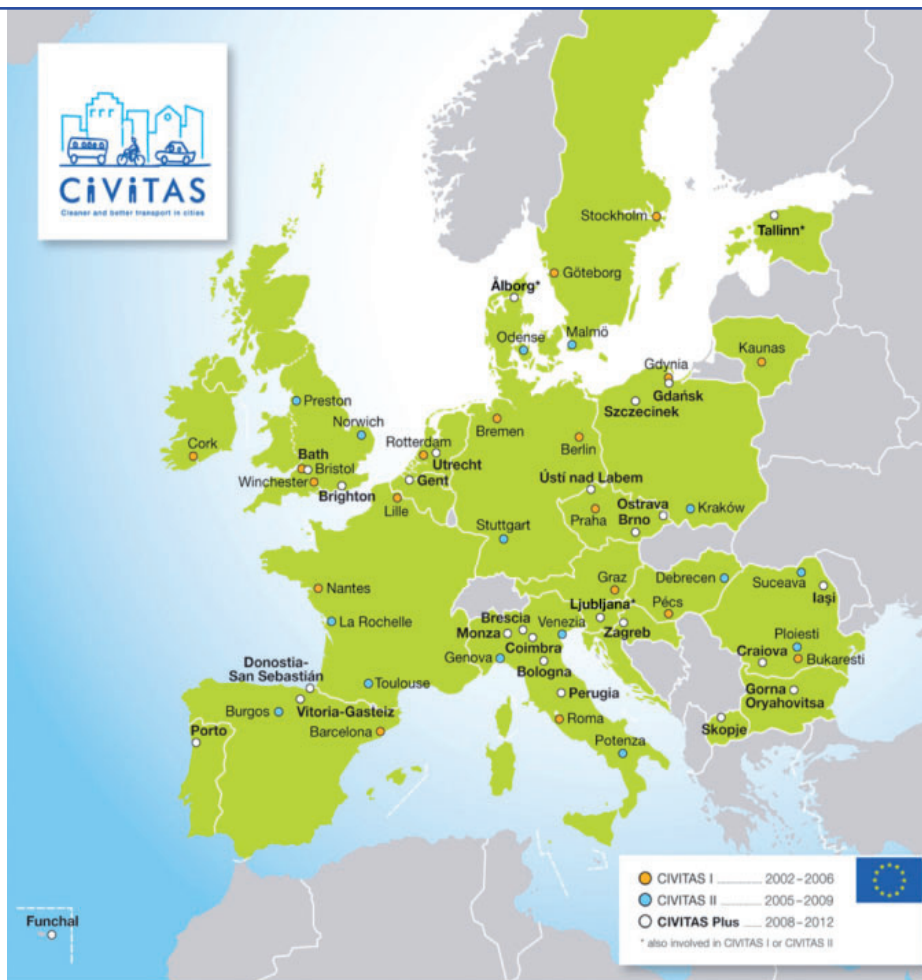 CiViTAS
Cleaner and better transport in cities
Stockholm
Tallinn*
Göteborg
Ålborg*
Odense
Malmö
Kaunas
Gdynia
Gdańsk
Szczecinek
Preston
Norwich
Cork
Bath
Bristol
Winchester
Brighton
Rotterdam
Utrecht
Gent
Lille
Bremen
Berlin
Ústí nad Labem
Praha
Ostrava
Brno
Kraków
Stuttgart
Nantes
La Rochelle
Graz
Debrecen
Suceava
Iaşi
Ljubljana*
Pécs
Zagreb
Brescia
Monza
Venezia
Coimbra
Genova
Bologna
Ploiesti
Craiova
Bukaresti
Donostia-
San Sebastián
Toulouse
Burgos
Vitoria-Gasteiz
Barcelona
Porto
Perugia
Roma
Potenza
Gorna
Oryahovitsa
Skopje
Funchal
CIVITAS I ........... 2002–2006
CIVITAS II .......... 2005–2009
CIVITAS Plus ..... 2008–2012
* also involved in CIVITAS I or CIVITAS II